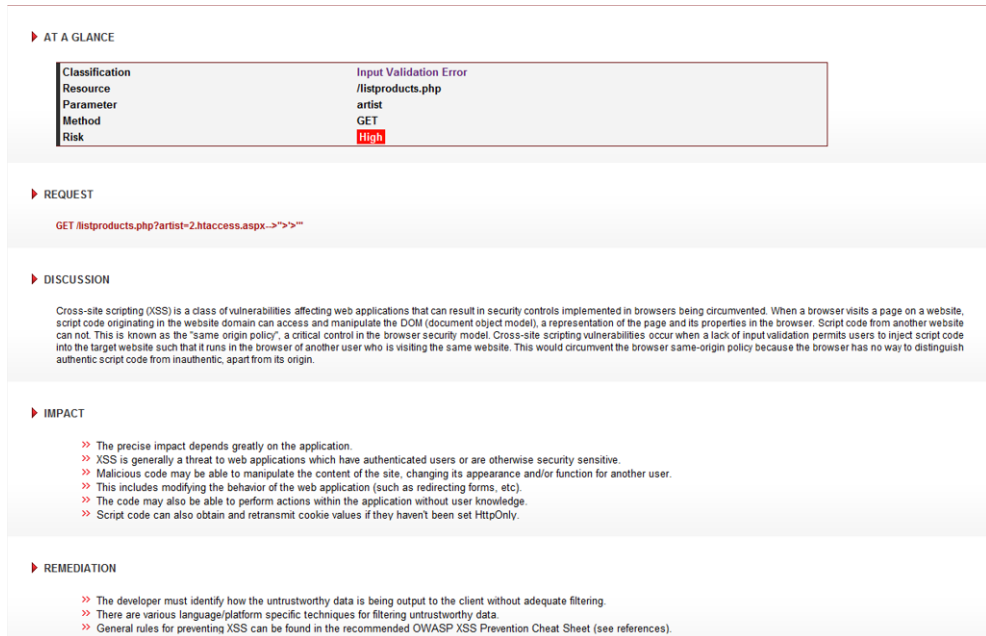 AT A GLANCE
Classification Input Validation Error
Resource /listproducts.php
Parameter artist
Method GET
Risk High
REQUEST
GET /listproducts.php?artist=2.htaccess.aspx-->">'>'"
DISCUSSION
Cross-site scripting (XSS) is a class of vulnerabilities affecting web applications that can result in security controls implemented in browsers being circumvented. When a browser visits a page on a website,
script code originating in the website domain can access and manipulate the DOM (document object model), a representation of the page and its properties in the browser. Script code from another website
can not. This is known as the "same origin policy", a critical control in the browser security model. Cross-site scripting vulnerabilities occur when a lack of input validation permits users to inject script code
into the target website such that it runs in the browser of another user who is visiting the same website. This would circumvent the browser same-origin policy because the browser has no way to distinguish
authentic script code from inauthentic, apart from its origin.
IMPACT
The precise impact depends greatly on the application.
XSS is generally a threat to web applications which have authenticated users or are otherwise security sensitive.
Malicious code may be able to manipulate the content of the site, changing its appearance and/or function for another user.
This includes modifying the behavior of the web application (such as redirecting forms, etc).
The code may also be able to perform actions within the application without user knowledge.
Script code can also obtain and retransmit cookie values if they haven't been set HttpOnly.
REMEDIATION
The developer must identify how the untrustworthy data is being output to the client without adequate filtering.
There are various language/platform specific techniques for filtering untrustworthy data.
General rules for preventing XSS can be found in the recommended OWASP XSS Prevention Cheat Sheet (see references).